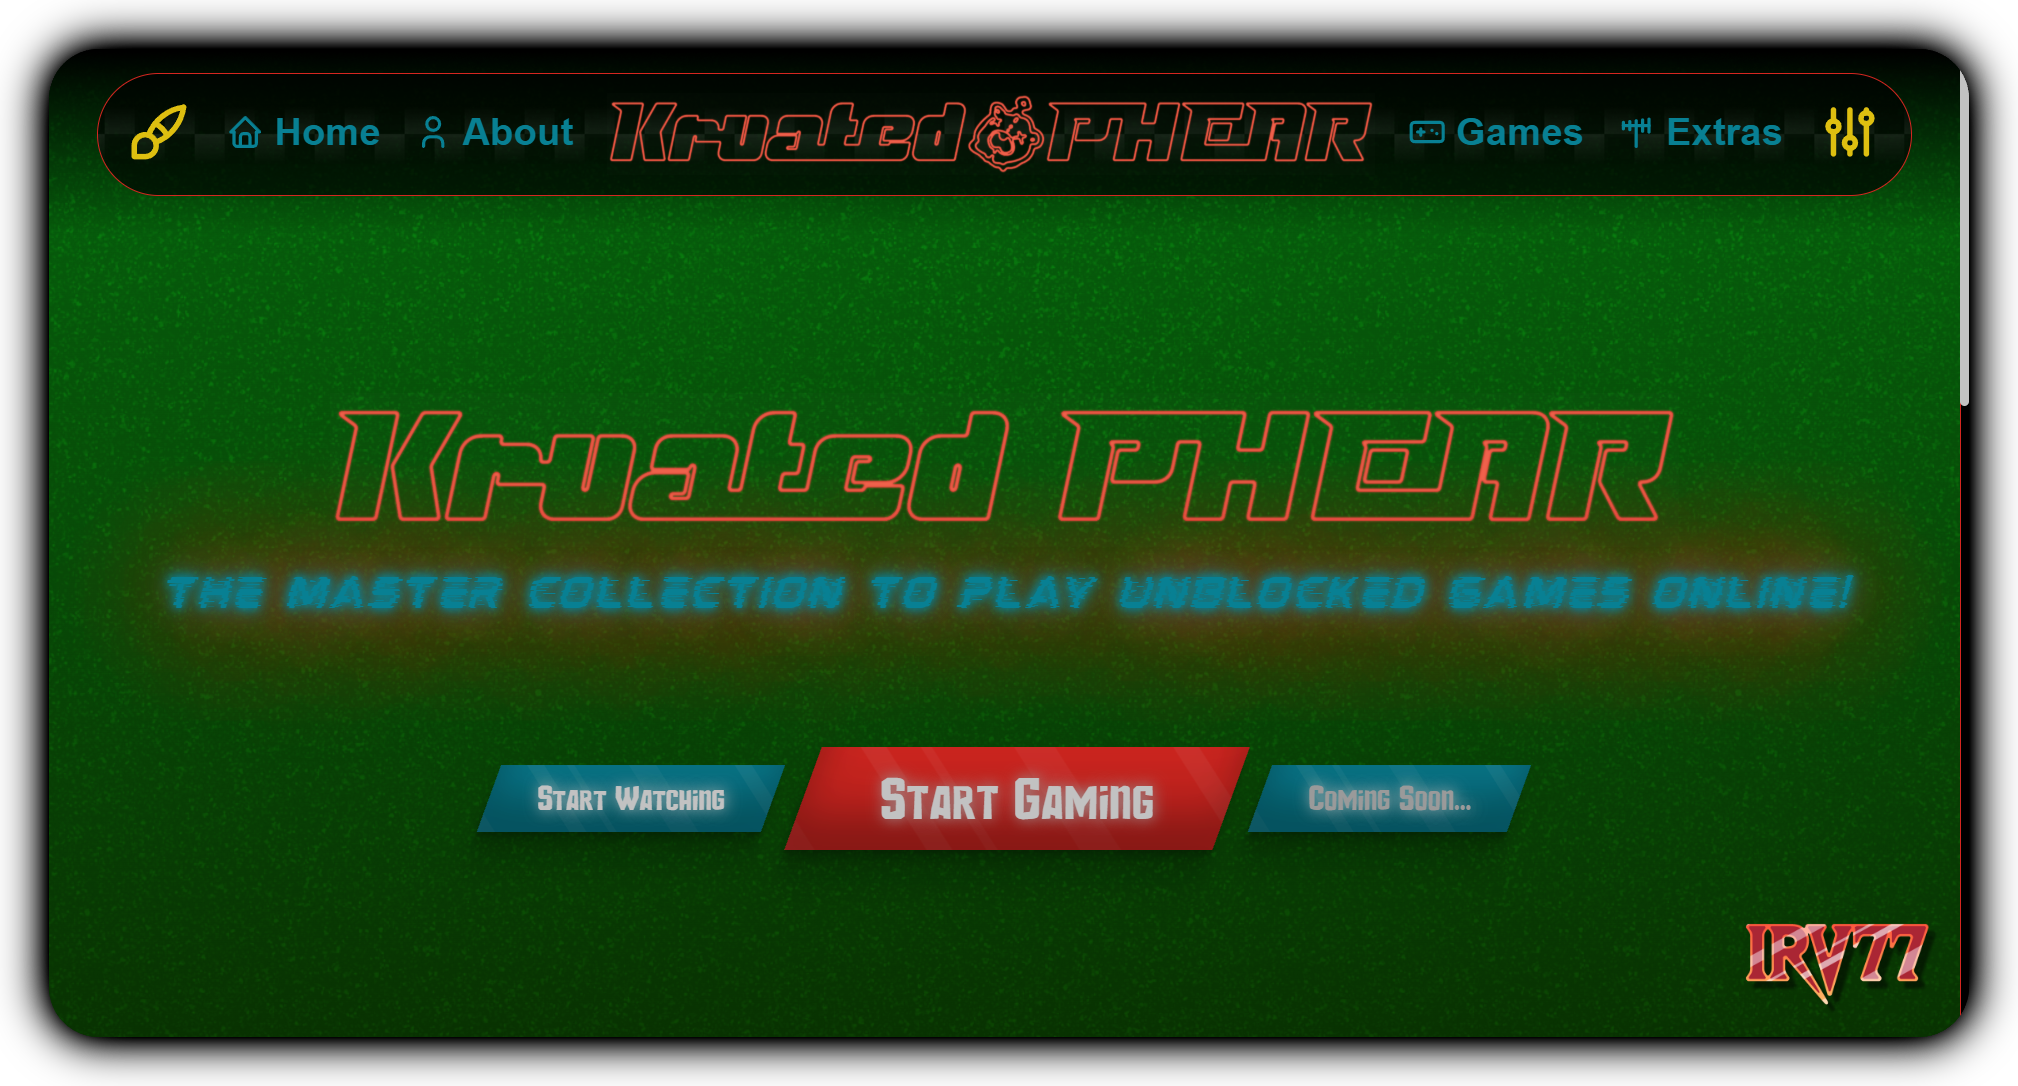 Home About Kruated PHEAR Games Extras
Kruated PHEAR
THE MASTER COLLECTION TO PLAY UNBLOCKED GAMES ONLINE!
Start Watching Start Gaming Coming Soon...
IRV77